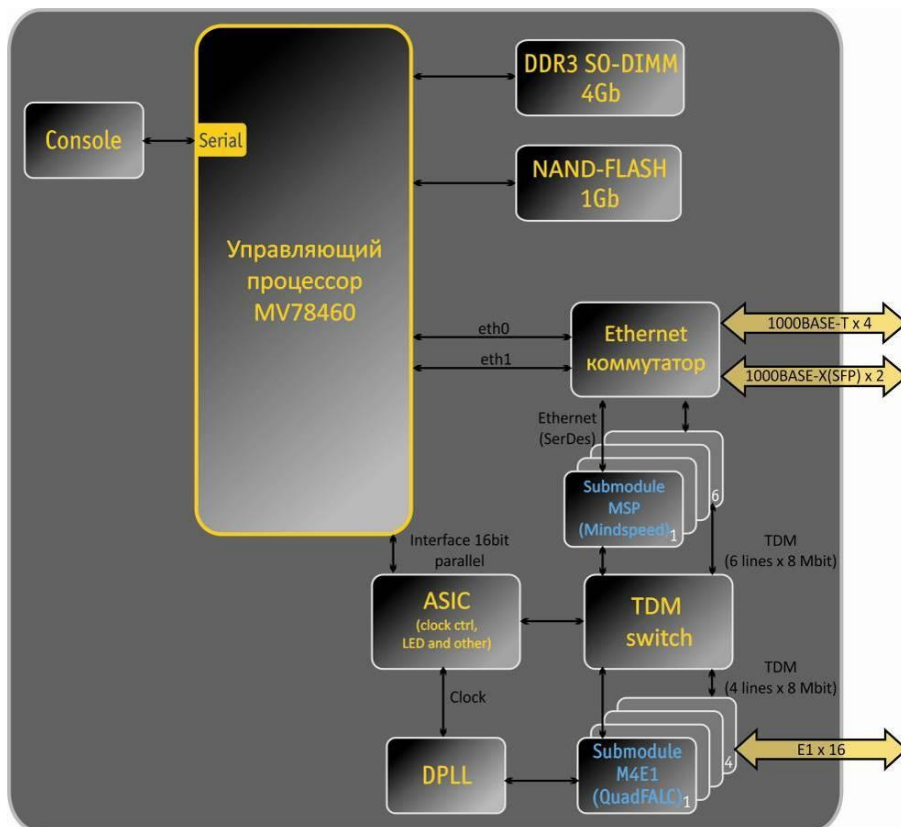 DDR3 SO-DIMM
4Gb
Console
Serial
NAND-FLASH
1Gb
Управляющий
процессор
MV78460
eth0
eth1
Ethernet
коммутатор
1000BASE-T x 4
1000BASE-X(SFP) x 2
Ethernet
(SerDes)
Submodule
MSP
(Mindspeed)
1
6
Interface 16bit
parallel
TDM
(6 lines x 8 Mbit)
ASIC
(clock ctrl,
LED and other)
TDM
switch
TDM
(4 lines x 8 Mbit)
Clock
DPLL
Submodule
M4E1
(QuadFALC)
1
4
E1 x 16